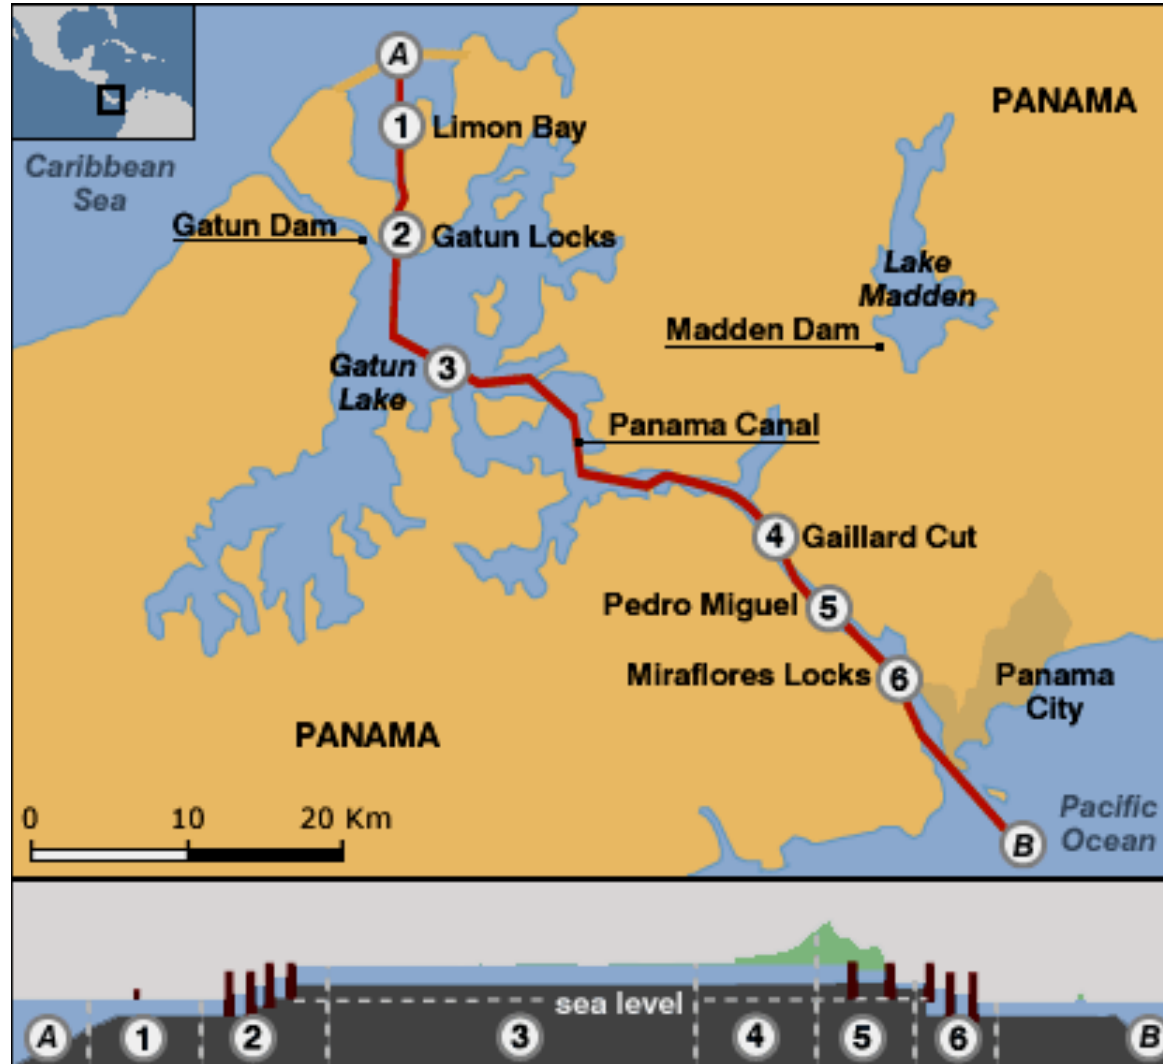 A
PANAMA
1 Limon Bay
Caribbean
Sea
Gatun Dam
2 Gatun Locks
Lake
Madden
Madden Dam
Gatun
Lake
3
Panama Canal
4 Gaillard Cut
Pedro Miguel 5
Miraflores Locks 6
Panama
City
PANAMA
0 10 20 Km
Pacific
Ocean
B
sea level
A 1 2 3 4 5 6 B